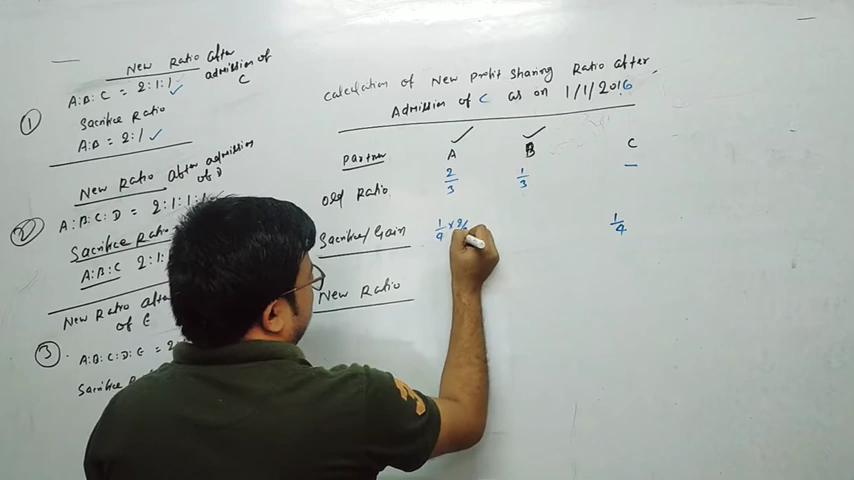 New Ratio after
admission of
C
① A:B:C = 2:1:1
Sacrifice Ratio
A:B = 2:1
New Ratio after admission
of D
② A:B:C:D = 2:1:1:
Sacrifice Ratio
A:B:C 2:1:
New Ratio after
of E
③ A:B:C:D:E = 2
Sacrifice
Calculation of New Profit Sharing Ratio after
Admission of C as on 1/1/2016
Partner A B C
Old Ratio 2/3 1/3 —
Sacrifice/Gain 1/4 × 2/ 1/4
New Ratio
3